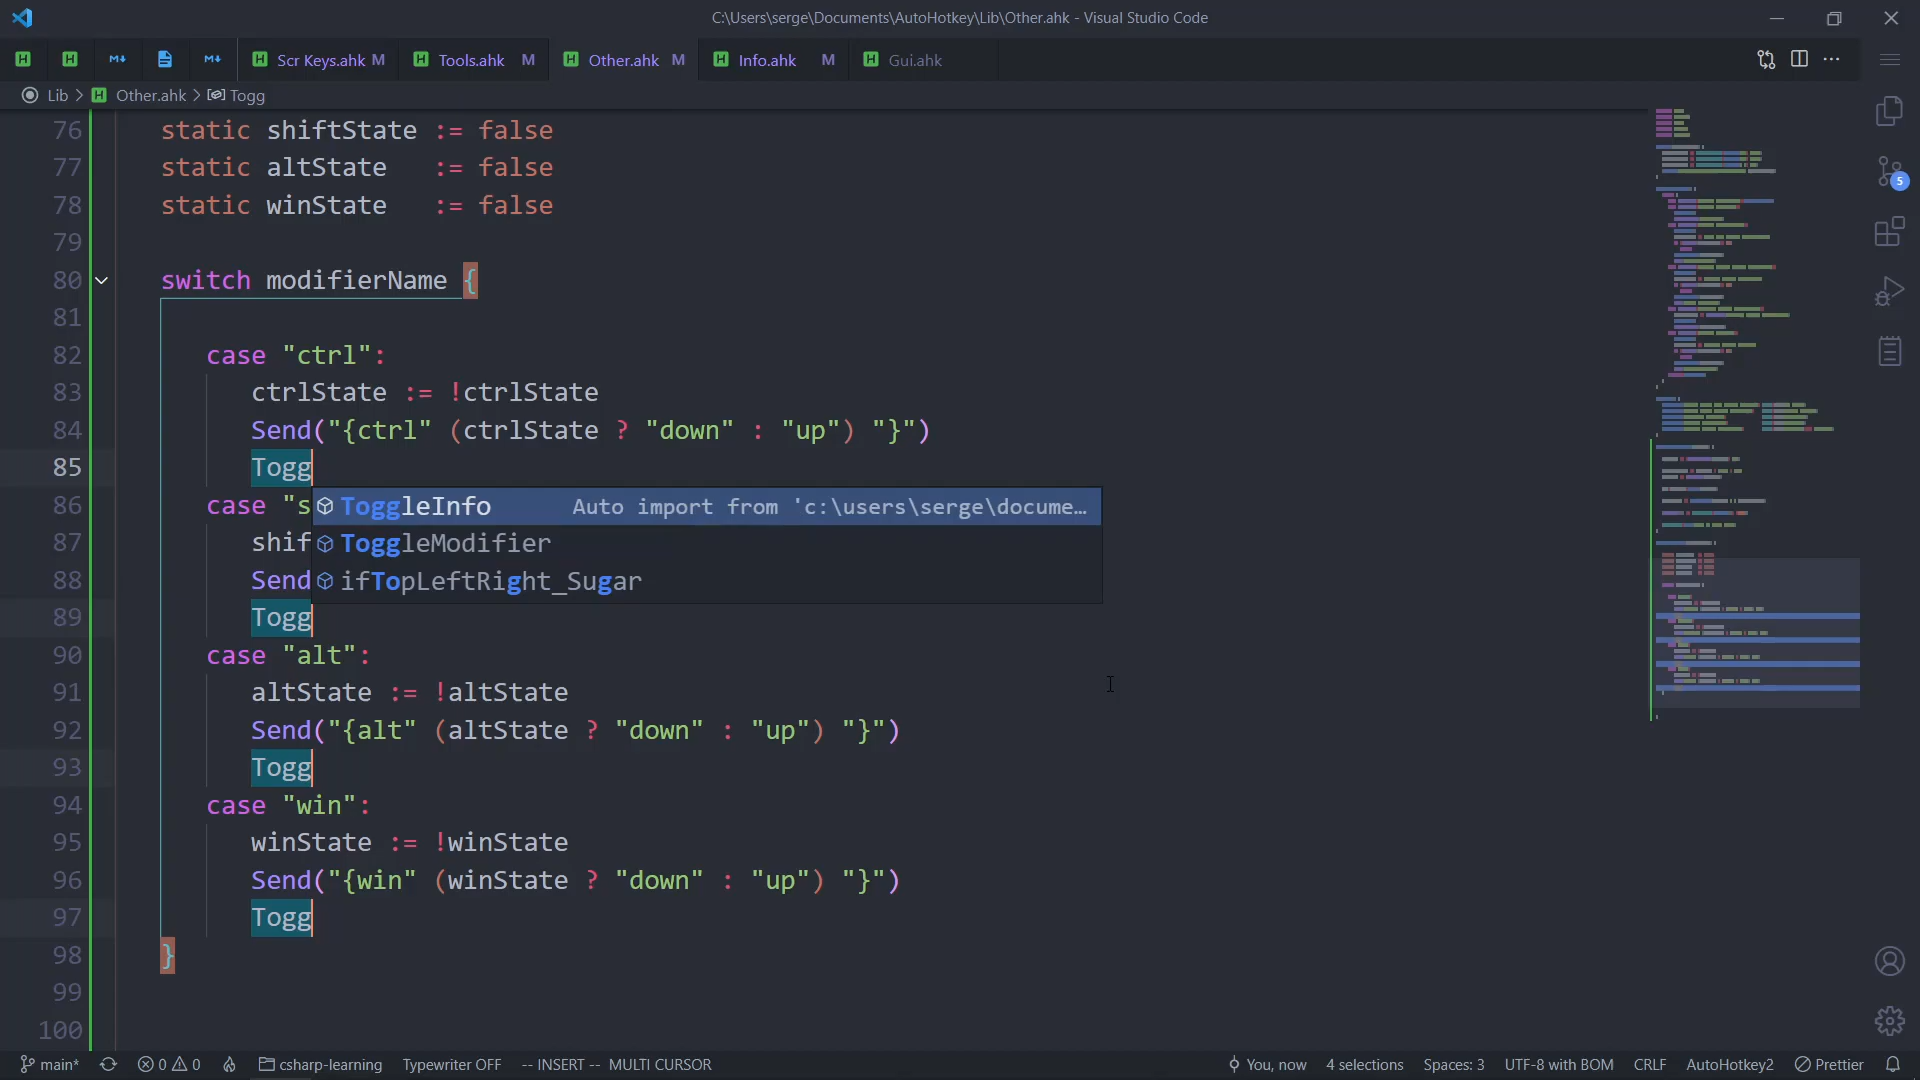 C:\Users\serge\Documents\AutoHotkey\Lib\Other.ahk - Visual Studio Code
Scr Keys.ahk M Tools.ahk M Other.ahk M Info.ahk M Gui.ahk
Lib > Other.ahk > Togg
76 static shiftState := false
77 static altState   := false
78 static winState   := false
79
80 switch modifierName {
81
82 case "ctrl":
83 ctrlState := !ctrlState
84 Send("{ctrl" (ctrlState ? "down" : "up") "}")
85 Togg
86 case "s
ToggleInfo Auto import from 'c:\users\serge\docume…
87 shif
ToggleModifier
88 Send
ifTopLeftRight_Sugar
89 Togg
90 case "alt":
91 altState := !altState
92 Send("{alt" (altState ? "down" : "up") "}")
93 Togg
94 case "win":
95 winState := !winState
96 Send("{win" (winState ? "down" : "up") "}")
97 Togg
98 }
99
100
5
main* 0 0 csharp-learning Typewriter OFF -- INSERT -- MULTI CURSOR You, now 4 selections Spaces: 3 UTF-8 with BOM CRLF AutoHotkey2 Prettier